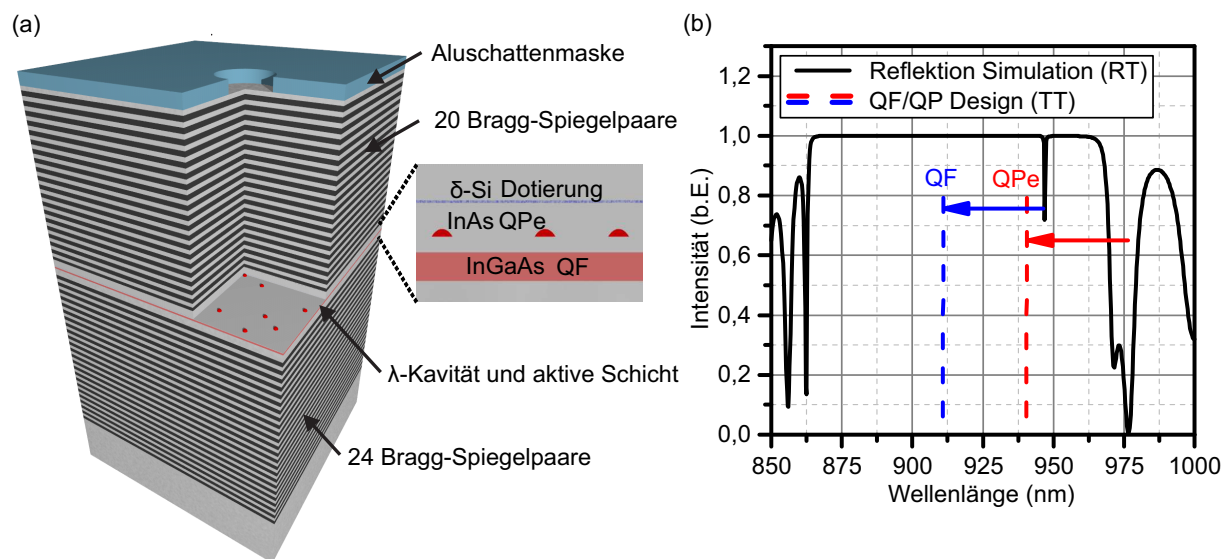 (a)
Aluschattenmaske
20 Bragg-Spiegelpaare
δ-Si Dotierung
InAs QPe
InGaAs QF
λ-Kavität und aktive Schicht
24 Bragg-Spiegelpaare
(b)
Reflektion Simulation (RT)
QF/QP Design (TT)
QF
QPe
Intensität (b.E.)
1,2
1,0
0,8
0,6
0,4
0,2
0,0
850 875 900 925 950 975 1000
Wellenlänge (nm)